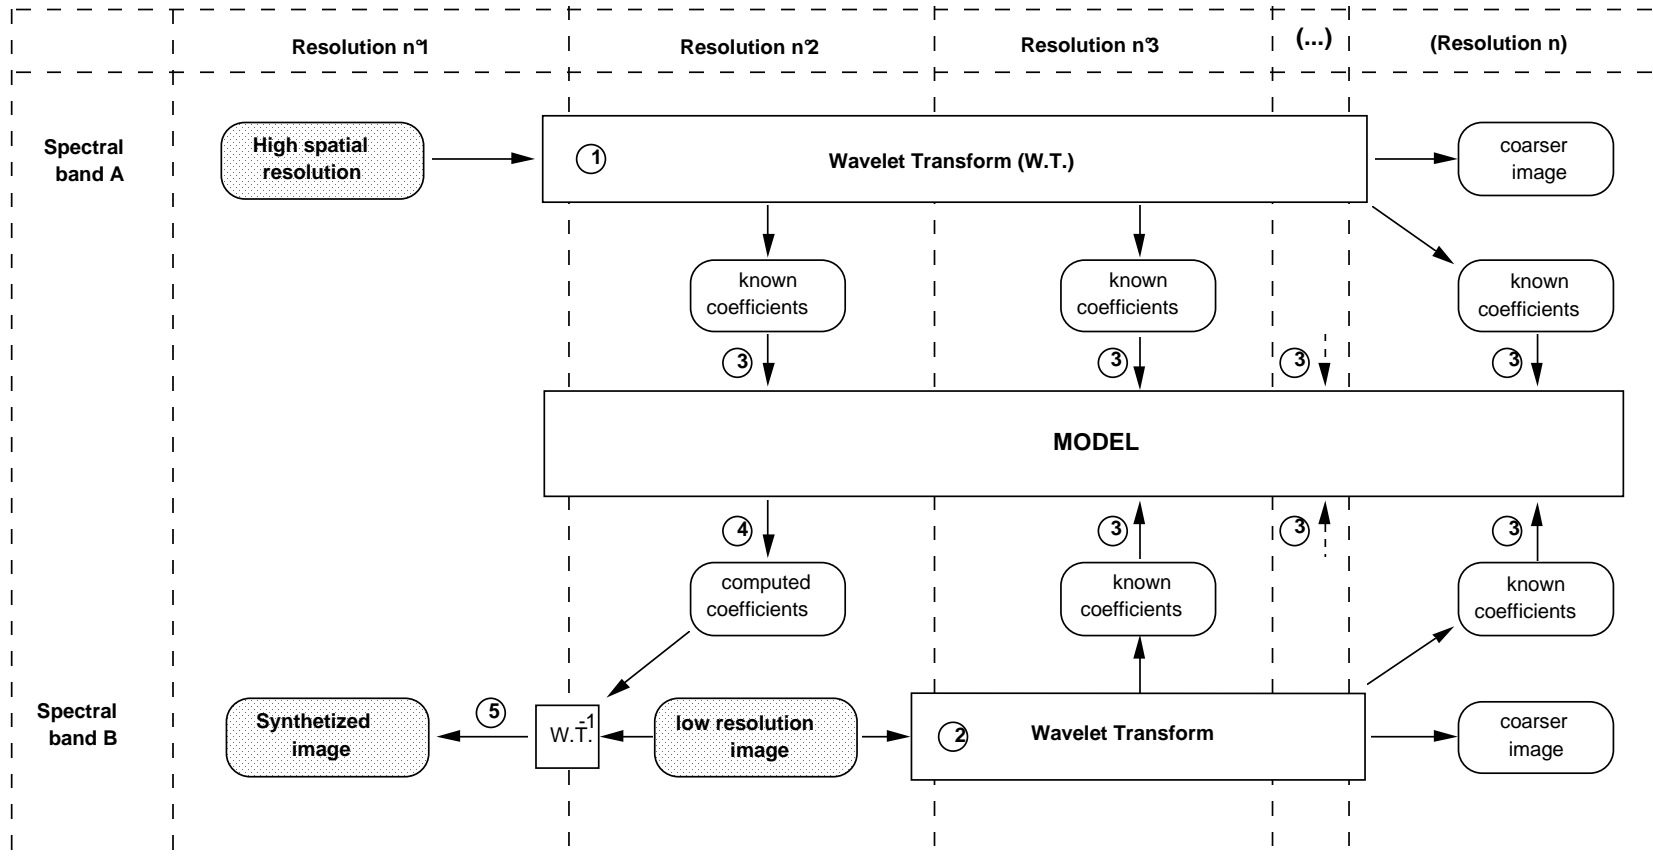 Resolution n°1
Resolution n°2
Resolution n°3
(...)
(Resolution n)
Spectral
band A
High spatial
resolution
1
Wavelet Transform (W.T.)
coarser
image
known
coefficients
known
coefficients
known
coefficients
3
3
3
3
MODEL
4
3
3
3
computed
coefficients
known
coefficients
known
coefficients
Spectral
band B
Synthetized
image
5
W.T.-1
low resolution
image
2
Wavelet Transform
coarser
image